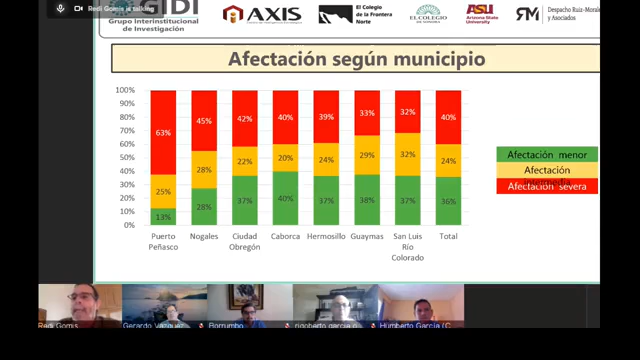 Redi Gomis is talking
GIDI
Grupo Interinstitucional
de Investigación
AXIS
El Colegio
de la Frontera
Norte
EL COLEGIO
DE SONORA
ASU
Arizona State
University
RM
Despacho Ruiz-Morales
y Asociados
Afectación según municipio
100%
90%
80%
70%
60%
50%
40%
30%
20%
10%
0%
63%
25%
13%
45%
28%
28%
42%
22%
37%
40%
20%
40%
39%
24%
37%
33%
29%
38%
32%
32%
37%
40%
24%
36%
Puerto
Peñasco
Nogales
Ciudad
Obregón
Caborca
Hermosillo
Guaymas
San Luis
Río
Colorado
Total
Afectación menor
Afectación
intermedia
Afectación severa
Redi Gomis
Gerardo Vazquez
Borrumbo
rigoberto garcia o
Humberto García (C